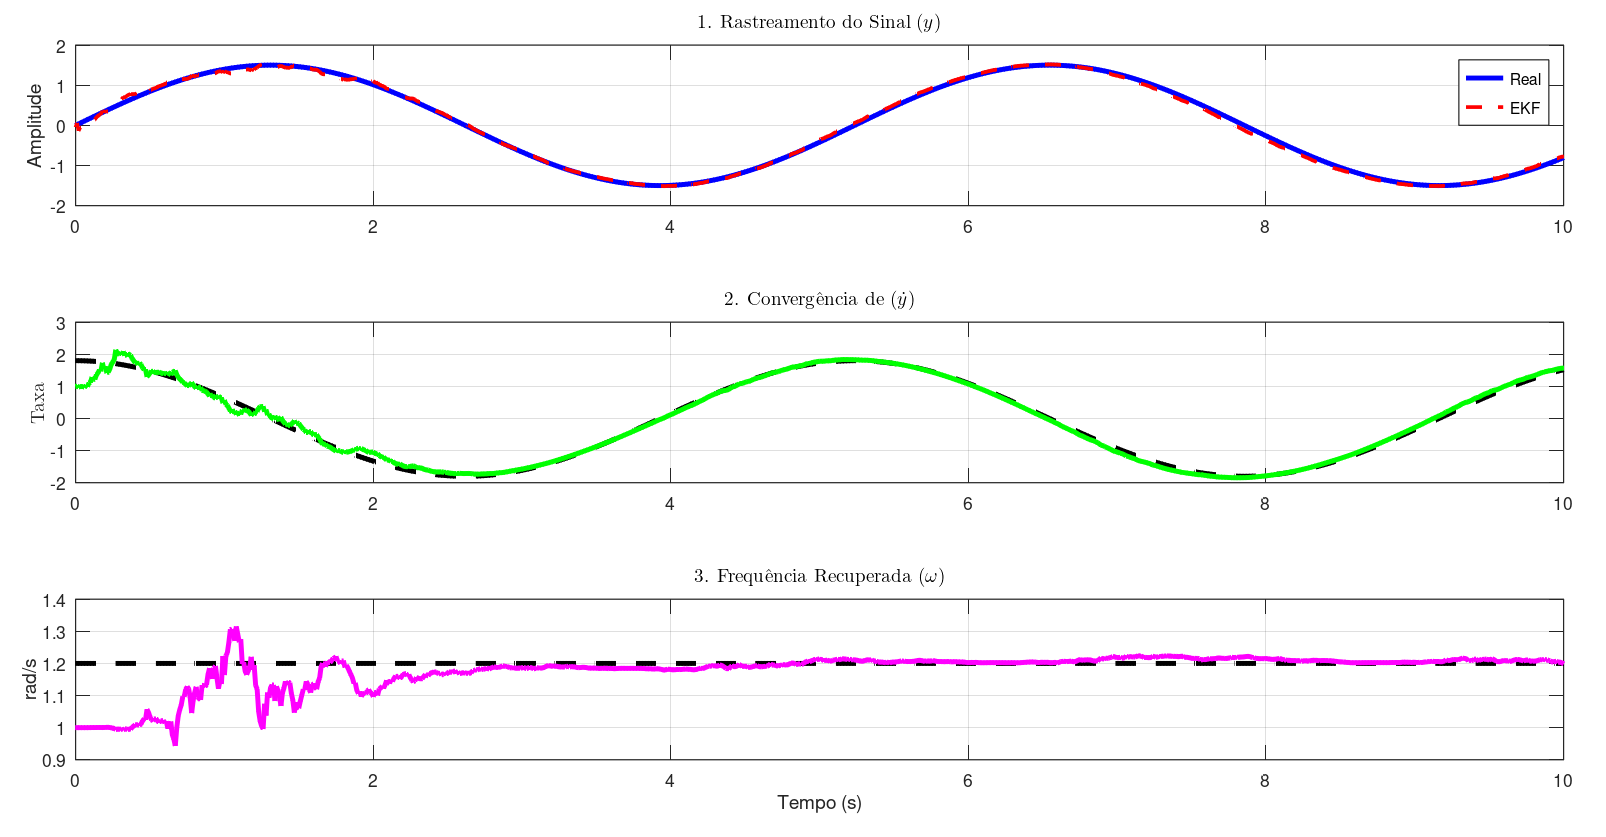 1. Rastreamento do Sinal (y)
2
1
0
-1
-2
Amplitude
Real
EKF
0 2 4 6 8 10
2. Convergência de (ẏ)
3
2
1
0
-1
-2
Taxa
0 2 4 6 8 10
3. Frequência Recuperada (ω)
1.4
1.3
1.2
1.1
1
0.9
rad/s
0 2 4 6 8 10
Tempo (s)